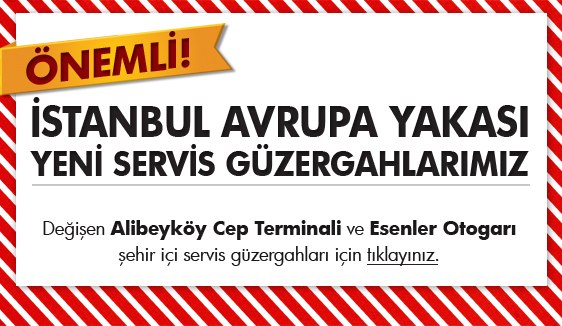 ÖNEMLİ!
İSTANBUL AVRUPA YAKASI
YENİ SERVİS GÜZERGAHLARIMIZ
Değişen Alibeyköy Cep Terminali ve Esenler Otogarı
şehir içi servis güzergahları için tıklayınız.